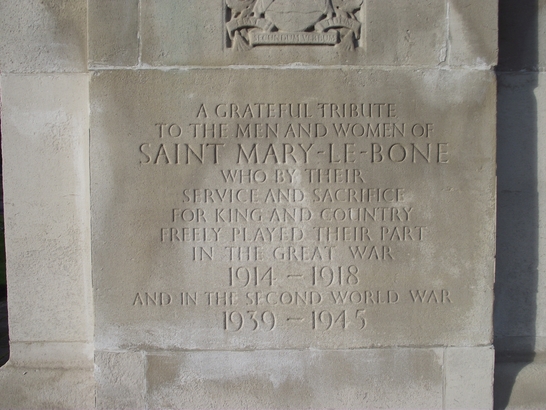 A GRATEFUL TRIBUTE
TO THE MEN AND WOMEN OF
SAINT MARY-LE-BONE
WHO BY THEIR
SERVICE AND SACRIFICE
FOR KING AND COUNTRY
FREELY PLAYED THEIR PART
IN THE GREAT WAR
1914 – 1918
AND IN THE SECOND WORLD WAR
1939 – 1945